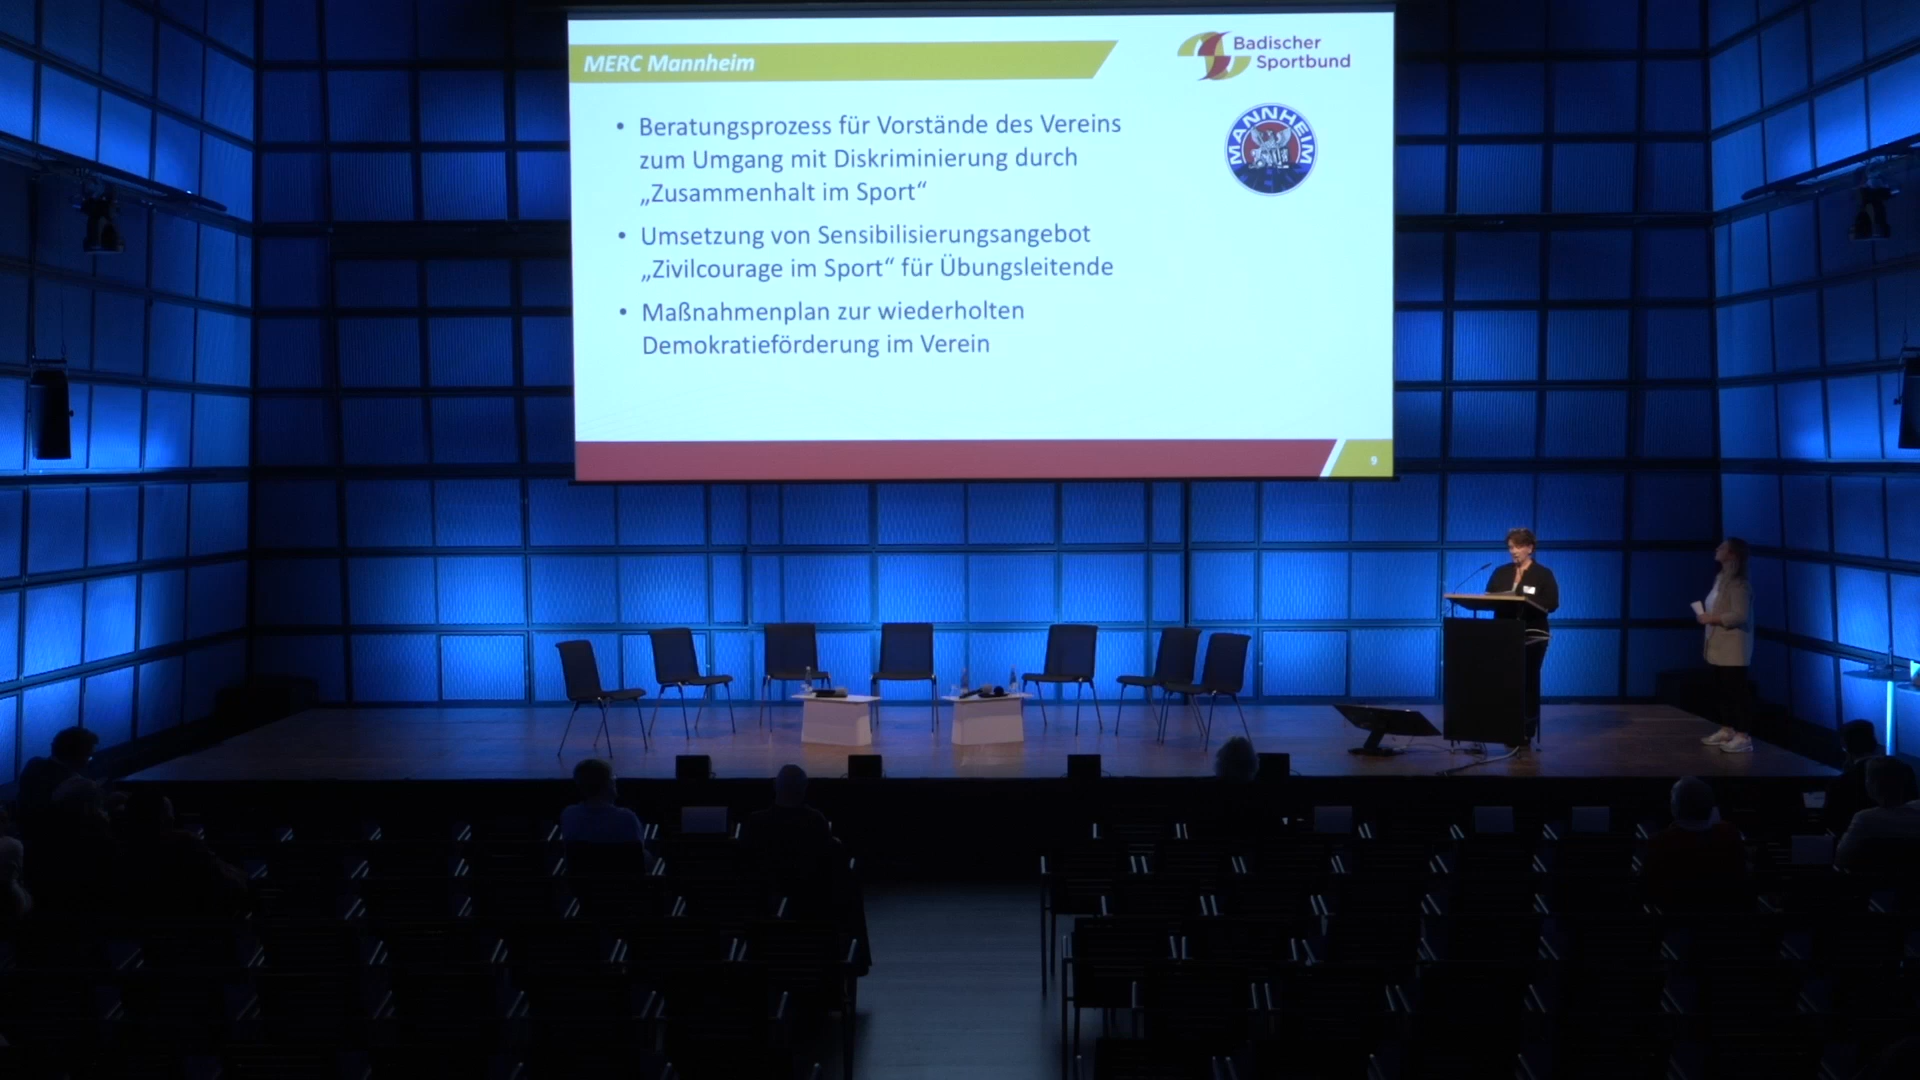 MERC Mannheim
Badischer
Sportbund
MANNHEIM
• Beratungsprozess für Vorstände des Vereins
zum Umgang mit Diskriminierung durch
„Zusammenhalt im Sport“
• Umsetzung von Sensibilisierungsangebot
„Zivilcourage im Sport“ für Übungsleitende
• Maßnahmenplan zur wiederholten
Demokratieförderung im Verein
9